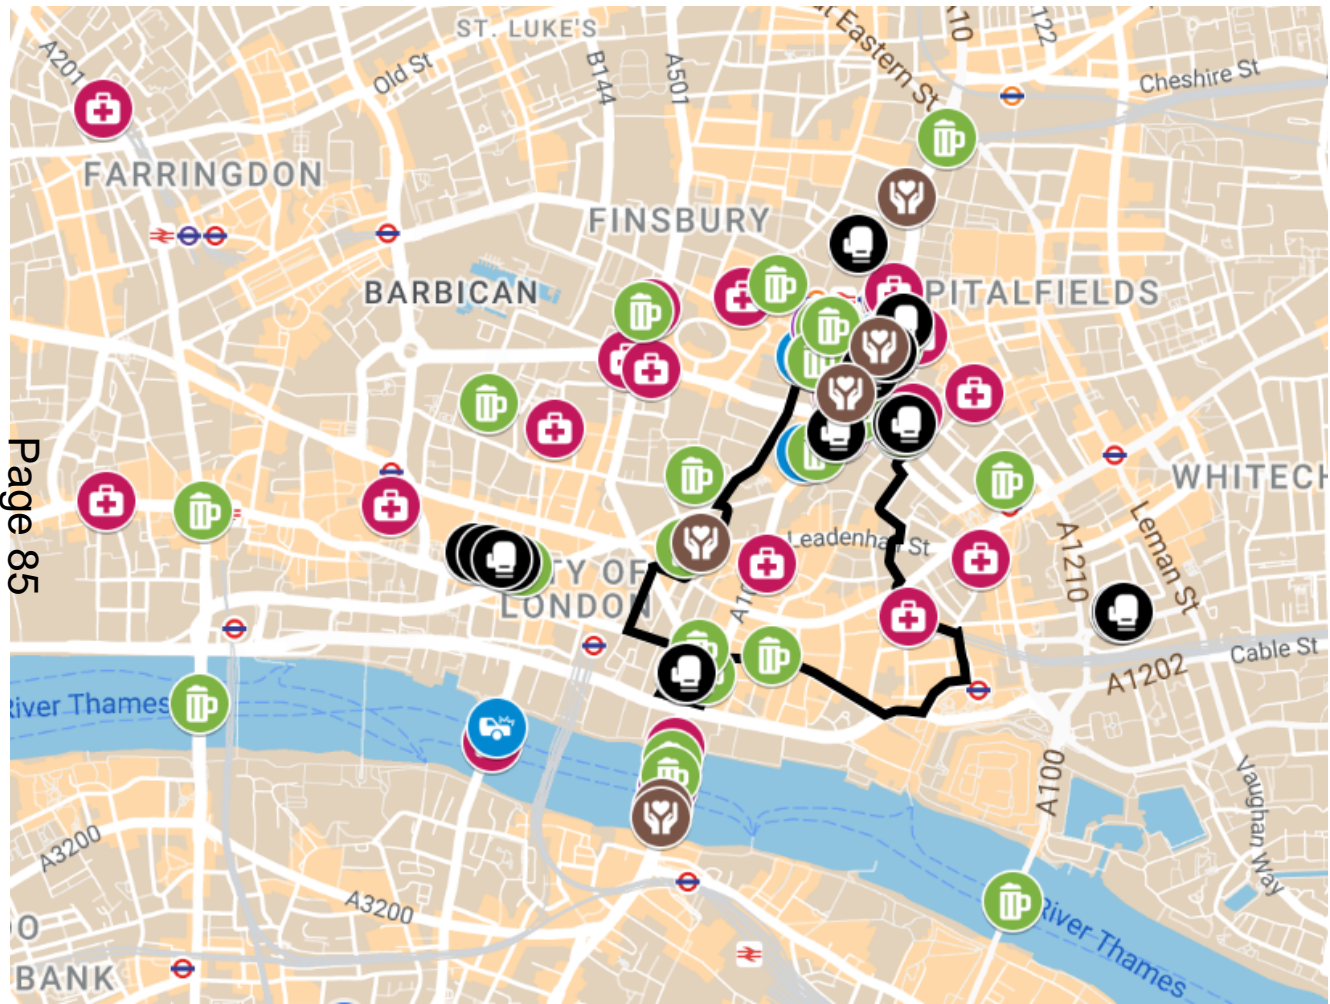 ST. LUKE'S
A201
Old St
B144
A501
Eastern St
122
Cheshire St
FARRINGDON
FINSBURY
BARBICAN
PITALFIELDS
WHITECH
Page 85
Leadenhall St
A1210
Leman St
TY OF
LONDON
Cable St
A1202
River Thames
A100
Vaughan Way
A3200
A3200
River Thames
BANK